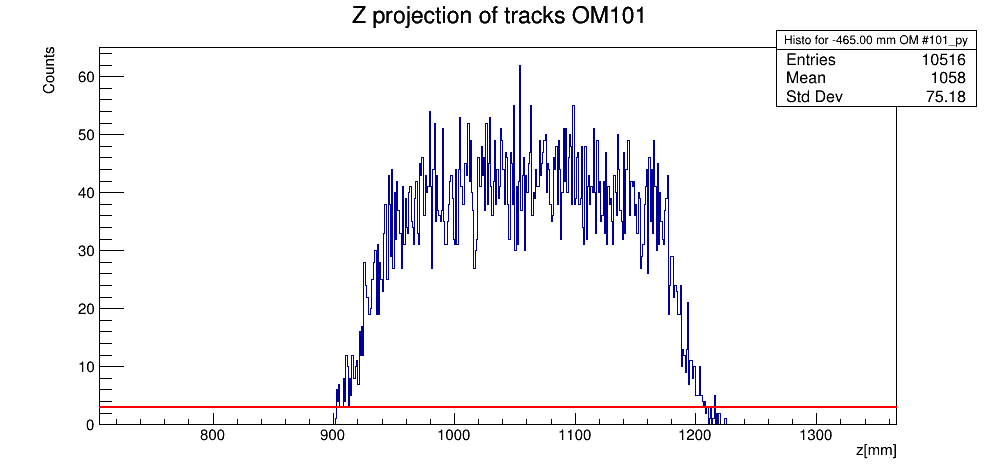 Z projection of tracks OM101
Histo for -465.00 mm OM #101_py
Entries 10516
Mean 1058
Std Dev 75.18
Counts
60
50
40
30
20
10
0
800 900 1000 1100 1200 1300
z[mm]